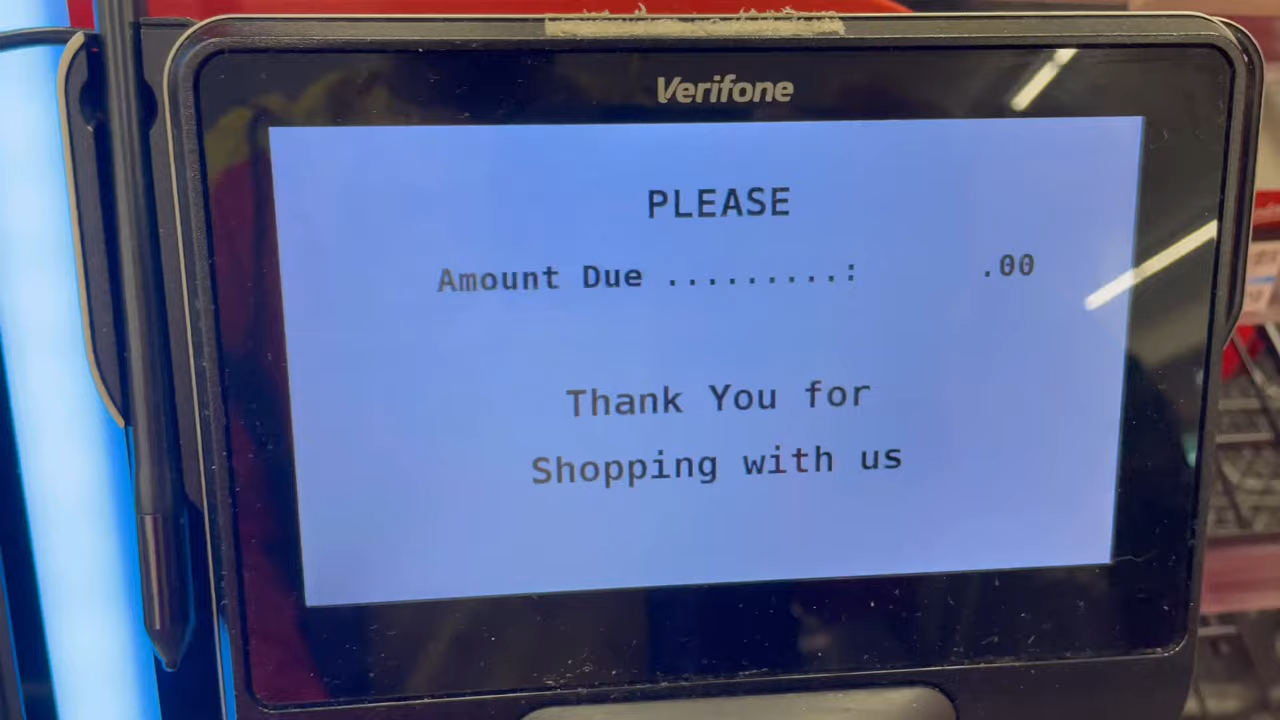 Verifone
PLEASE
Amount Due .........: .00
Thank You for
Shopping with us